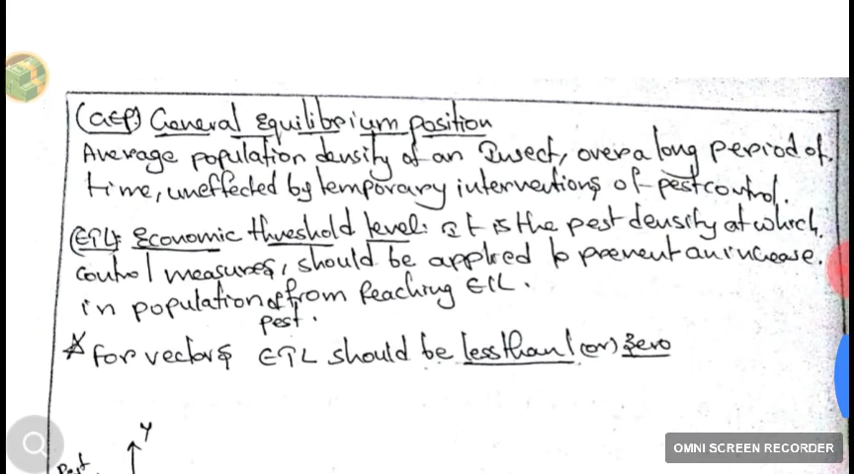 (GEP) General Equilibrium position
Average population density of an Insect, over a long period of
time, uneffected by temporary interventions of pest control.
(ETL): Economic threshold level: It is the pest density at which
control measures, should be applied to prevent an increase.
in population of from reaching EIL.
pest.
* for vectors ETL should be less than 1 (or) zero
Y
Pest
OMNI SCREEN RECORDER